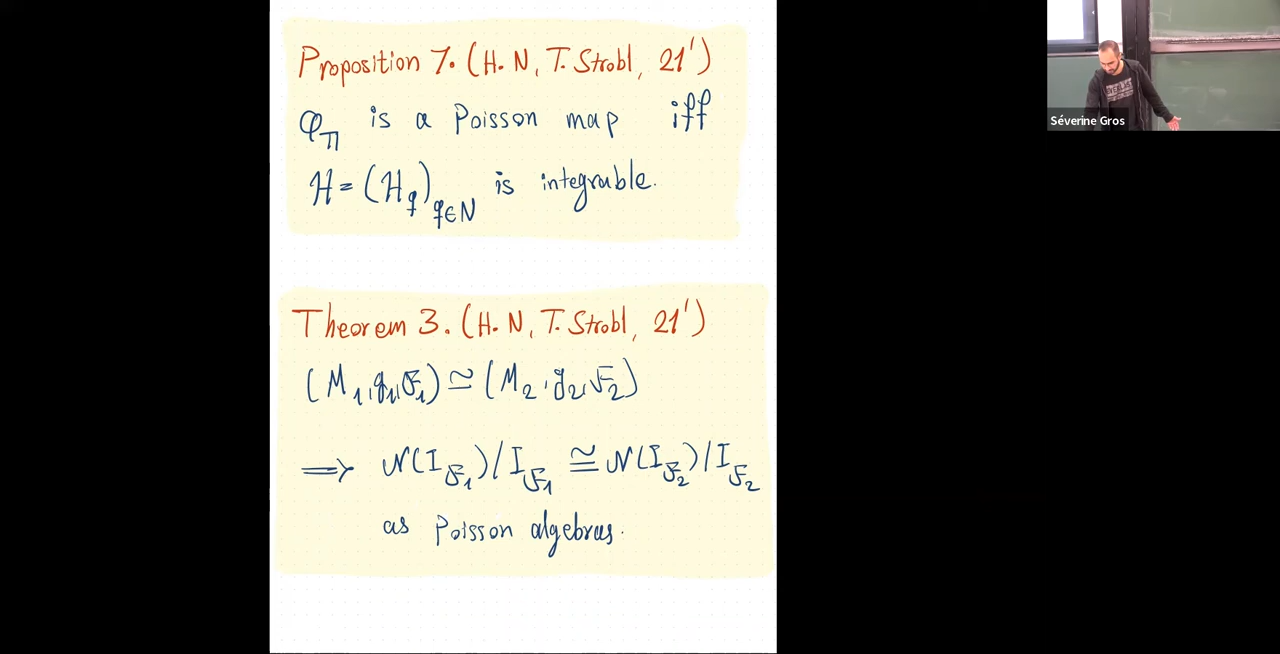 Proposition 7. (H. N, T. Strobl, 21')
φ_π is a Poisson map iff
H = (H_q)_{q∈N} is integrable.
Theorem 3. (H. N, T. Strobl, 21')
(M_1, g_1, F_1) ≃ (M_2, g_2, F_2)
⟹ N(I_{F_1})/I_{F_1} ≅ N(I_{F_2})/I_{F_2}
as Poisson algebras.
Séverine Gros